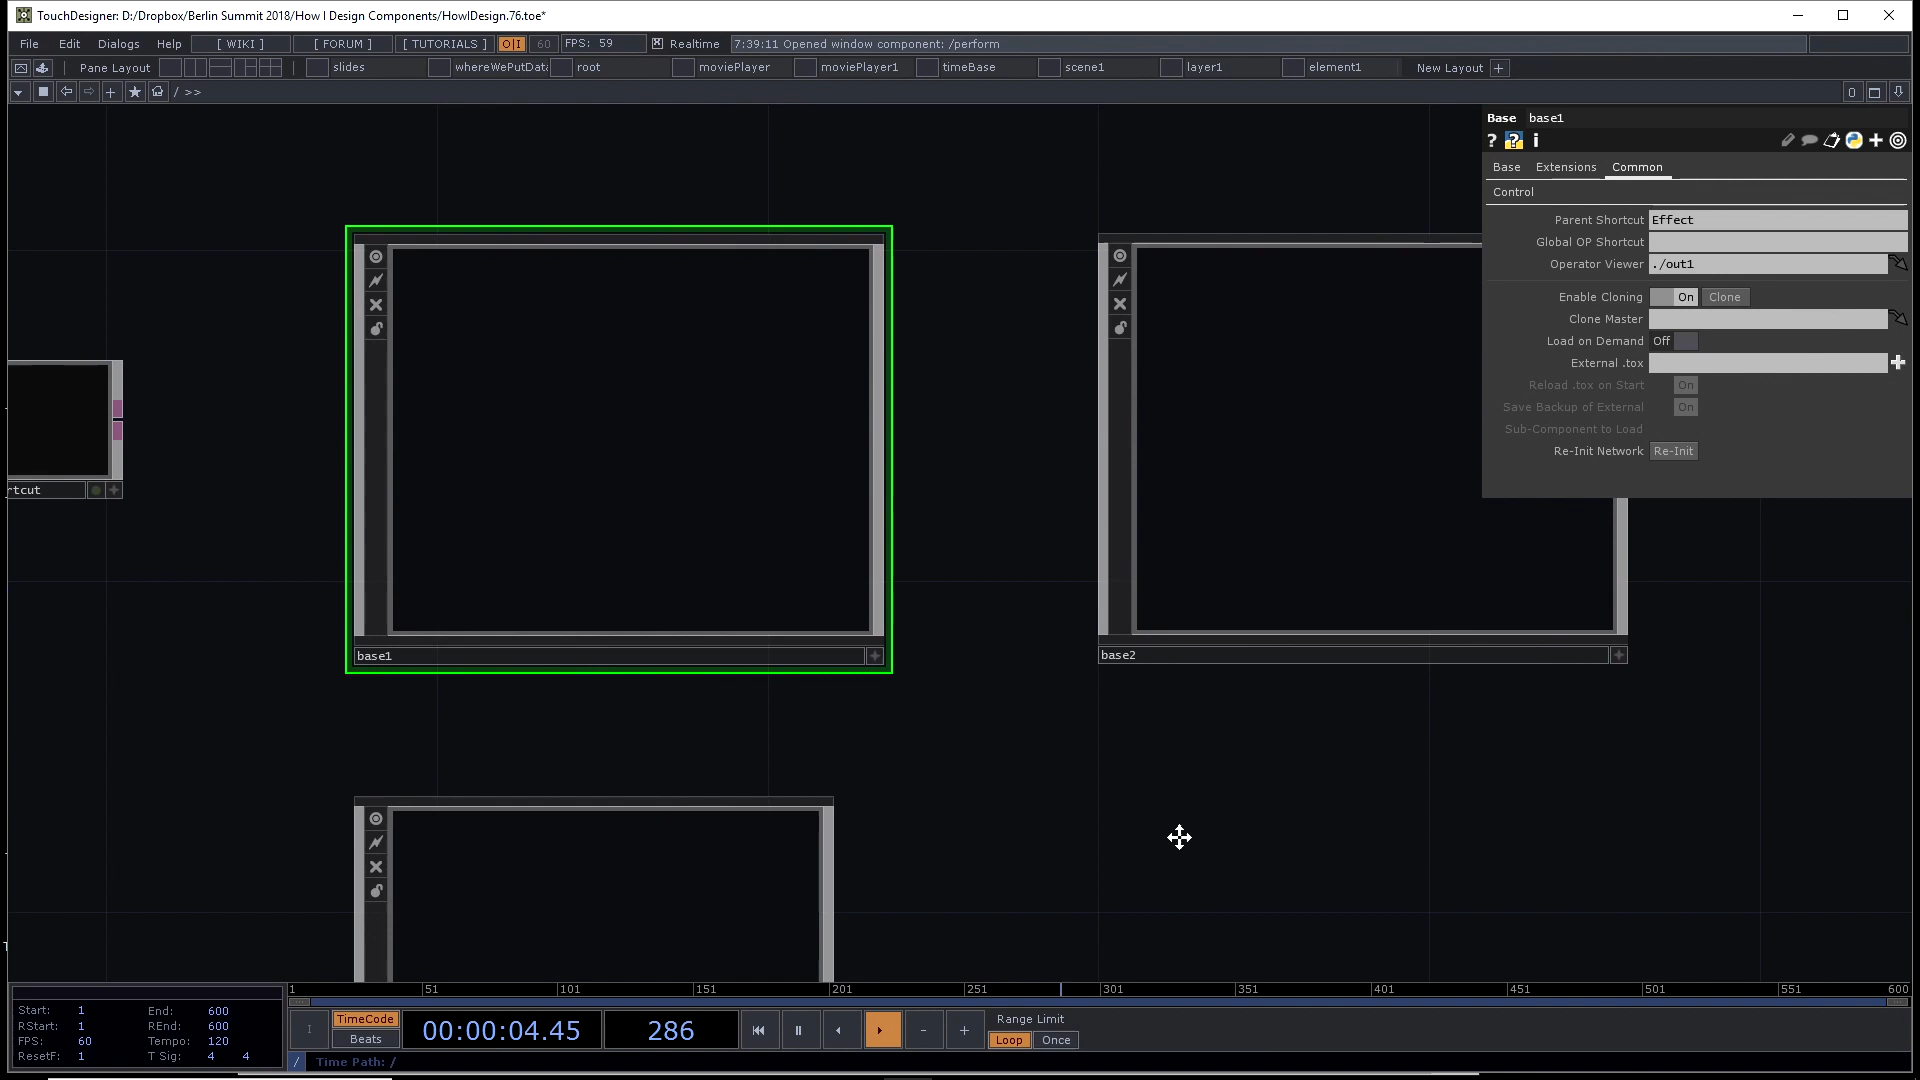 TouchDesigner: D:/Dropbox/Berlin Summit 2018/How I Design Components/HowIDesign.76.toe*
File Edit Dialogs Help [ WIKI ] [ FORUM ] [ TUTORIALS ] O|I 60 FPS: 59 Realtime 7:39:11 Opened window component: /perform
Pane Layout slides whereWePutData root moviePlayer moviePlayer1 timeBase scene1 layer1 element1 New Layout +
/ >> 0
Base base1
? ? i
Base Extensions Common
Control
Parent Shortcut Effect
Global OP Shortcut
Operator Viewer ./out1
Enable Cloning On Clone
Clone Master
Load on Demand Off
External .tox
Reload .tox on Start On
Save Backup of External On
Sub-Component to Load
Re-Init Network Re-Init
rtcut
base1
base2
1 51 101 151 201 251 301 351 401 451 501 551 600
Start: 1 End: 600
RStart: 1 REnd: 600
FPS: 60 Tempo: 120
ResetF: 1 T Sig: 4 4
I TimeCode 00:00:04.45 286 - + Range Limit
Beats Loop Once
/ Time Path: /